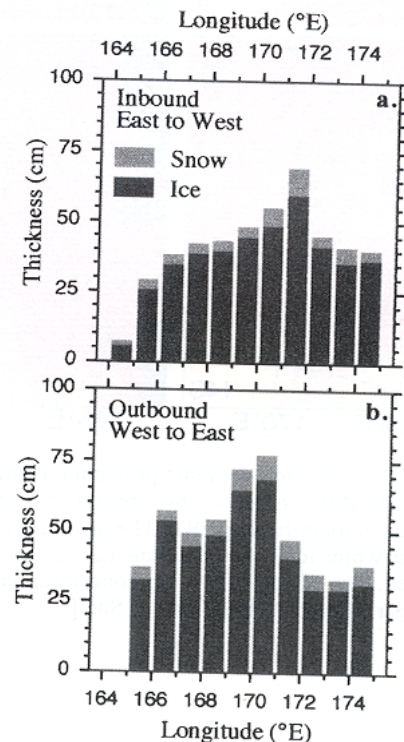 Longitude (°E)
164 166 168 170 172 174
100
75
50
25
0
Thickness (cm)
Inbound
East to West
a.
Snow
Ice
100
75
50
25
0
Thickness (cm)
Outbound
West to East
b.
164 166 168 170 172 174
Longitude (°E)